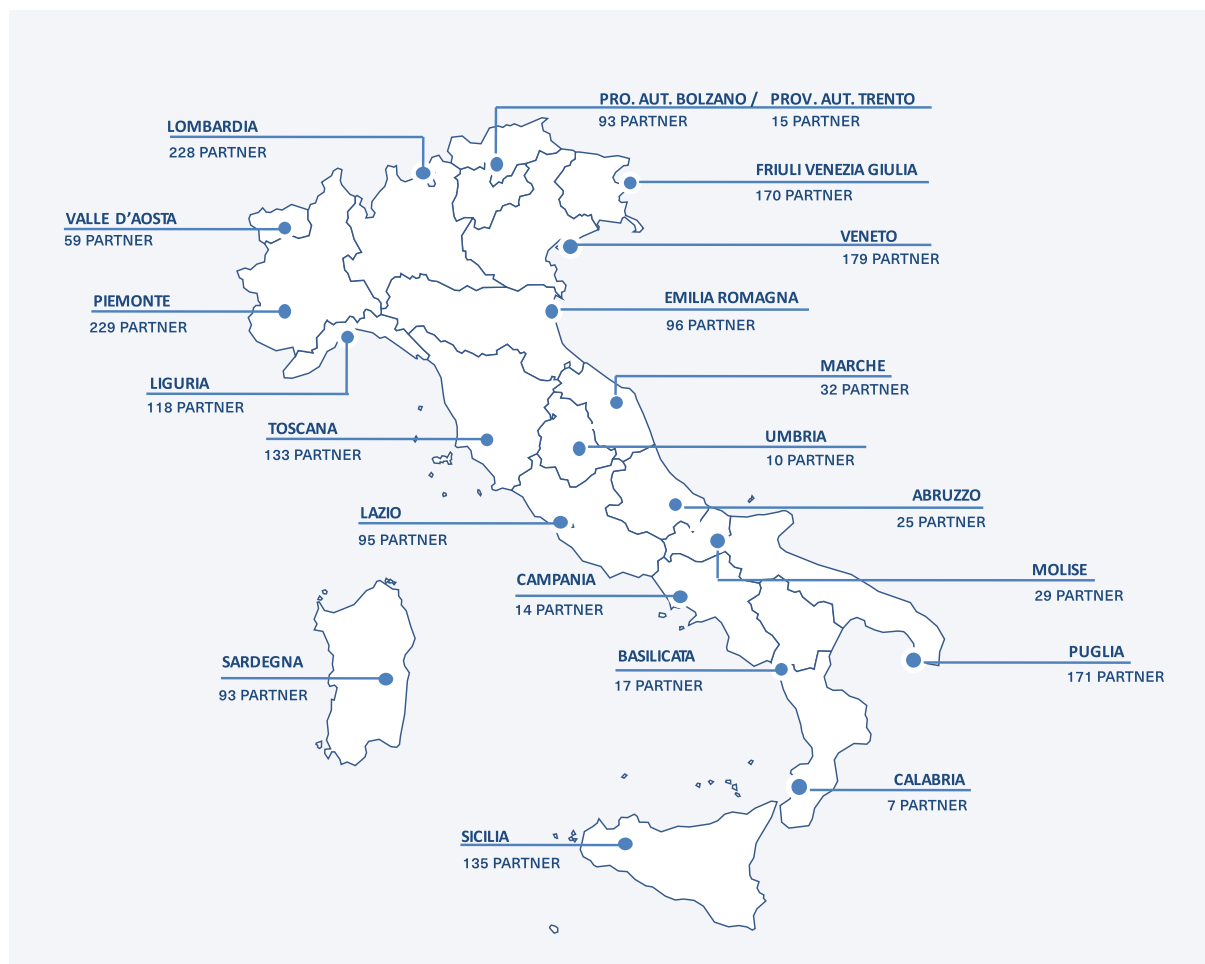 PRO. AUT. BOLZANO / PROV. AUT. TRENTO
93 PARTNER 15 PARTNER
LOMBARDIA
228 PARTNER
FRIULI VENEZIA GIULIA
170 PARTNER
VALLE D’AOSTA
59 PARTNER
VENETO
179 PARTNER
PIEMONTE
229 PARTNER
EMILIA ROMAGNA
96 PARTNER
MARCHE
32 PARTNER
LIGURIA
118 PARTNER
TOSCANA
133 PARTNER
UMBRIA
10 PARTNER
ABRUZZO
25 PARTNER
LAZIO
95 PARTNER
MOLISE
29 PARTNER
CAMPANIA
14 PARTNER
PUGLIA
171 PARTNER
BASILICATA
17 PARTNER
SARDEGNA
93 PARTNER
CALABRIA
7 PARTNER
SICILIA
135 PARTNER